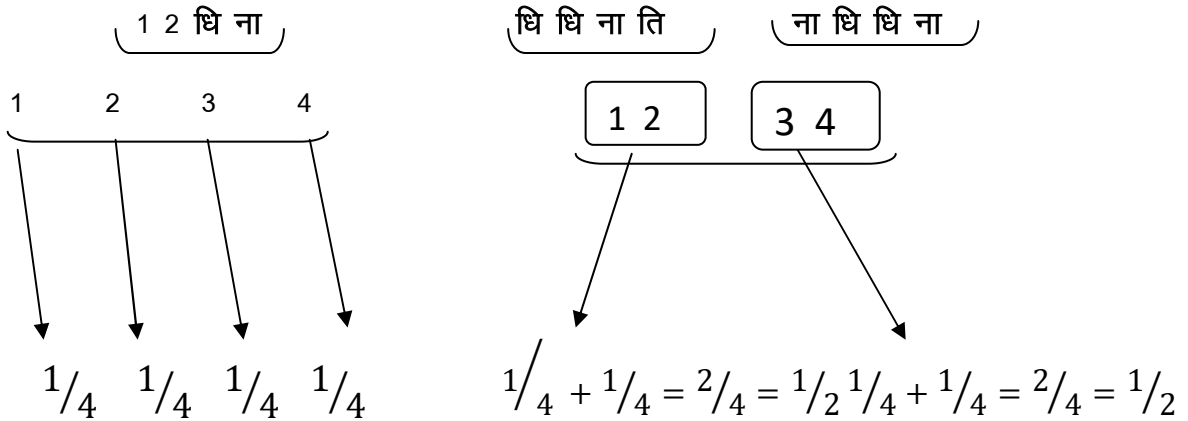 1 2 धि ना धि धि ना ति ना धि धि ना
1 2 3 4 1 2 3 4
1/4 1/4 1/4 1/4 1/4 + 1/4 = 2/4 = 1/2 1/4 + 1/4 = 2/4 = 1/2